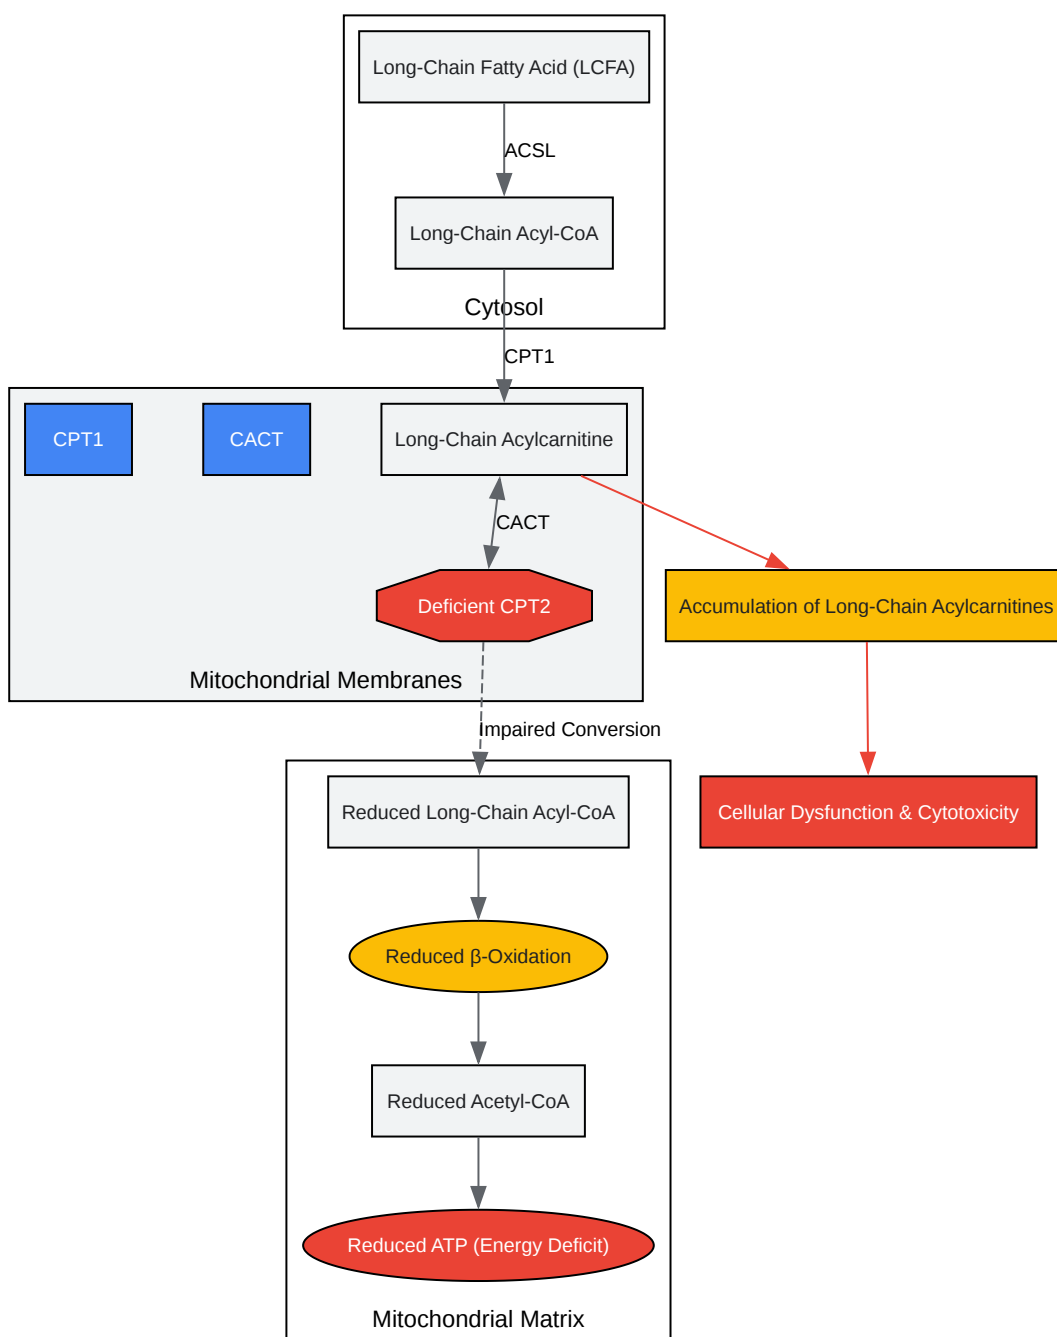 Long-Chain Fatty Acid (LCFA)
ACSL
Long-Chain Acyl-CoA
Cytosol
CPT1
CPT1
CACT
Long-Chain Acylcarnitine
CACT
Deficient CPT2
Accumulation of Long-Chain Acylcarnitines
Mitochondrial Membranes
Impaired Conversion
Reduced Long-Chain Acyl-CoA
Cellular Dysfunction & Cytotoxicity
Reduced β-Oxidation
Reduced Acetyl-CoA
Reduced ATP (Energy Deficit)
Mitochondrial Matrix